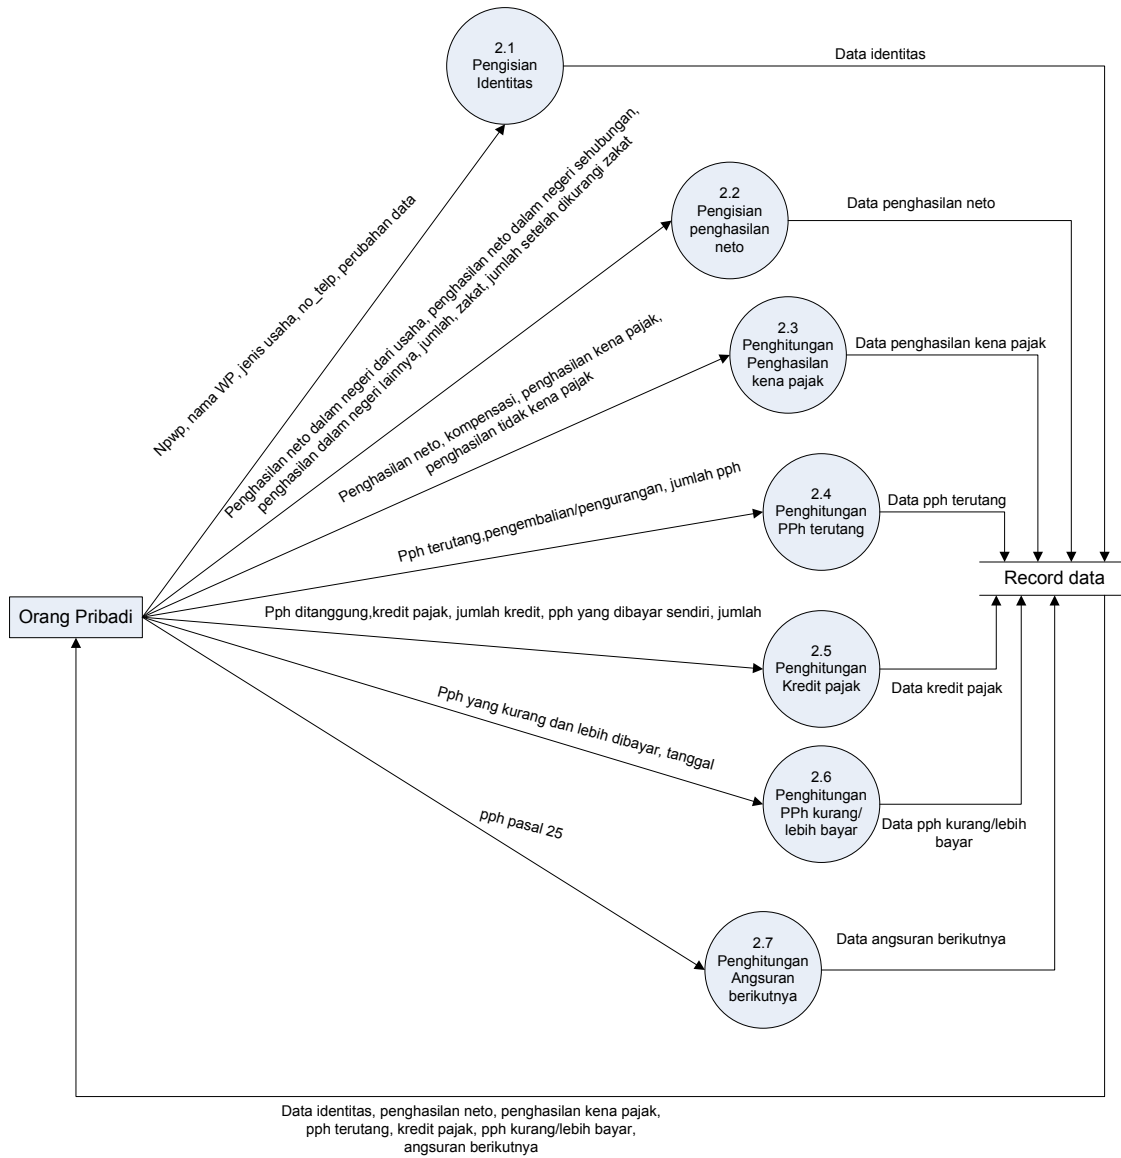 2.1
Pengisian
Identitas
Data identitas
Npwp, nama WP, jenis usaha, no_telp, perubahan data
Penghasilan neto dalam negeri dari usaha, penghasilan neto dalam negeri sehubungan,
penghasilan dalam negeri lainnya, jumlah, zakat, jumlah setelah dikurangi zakat
2.2
Pengisian
penghasilan
neto
Data penghasilan neto
Penghasilan neto, kompensasi, penghasilan kena pajak,
penghasilan tidak kena pajak
2.3
Penghitungan
Penghasilan
kena pajak
Data penghasilan kena pajak
Pph terutang,pengembalian/pengurangan, jumlah pph
2.4
Penghitungan
PPh terutang
Data pph terutang
Record data
Orang Pribadi
Pph ditanggung,kredit pajak, jumlah kredit, pph yang dibayar sendiri, jumlah
2.5
Penghitungan
Kredit pajak
Data kredit pajak
Pph yang kurang dan lebih dibayar, tanggal
2.6
Penghitungan
PPh kurang/
lebih bayar
Data pph kurang/lebih
bayar
pph pasal 25
2.7
Penghitungan
Angsuran
berikutnya
Data angsuran berikutnya
Data identitas, penghasilan neto, penghasilan kena pajak,
pph terutang, kredit pajak, pph kurang/lebih bayar,
angsuran berikutnya